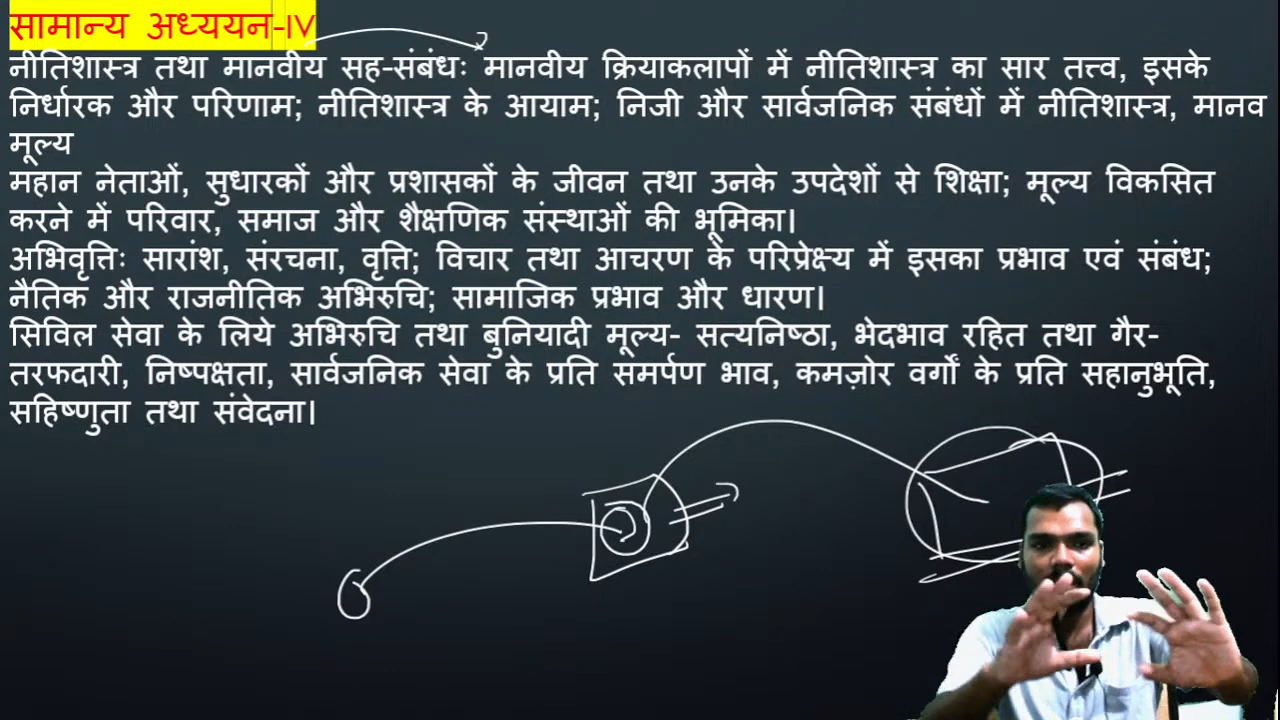 सामान्य अध्ययन-IV
नीतिशास्त्र तथा मानवीय सह-संबंधः मानवीय क्रियाकलापों में नीतिशास्त्र का सार तत्त्व, इसके
निर्धारक और परिणाम; नीतिशास्त्र के आयाम; निजी और सार्वजनिक संबंधों में नीतिशास्त्र, मानव
मूल्य
महान नेताओं, सुधारकों और प्रशासकों के जीवन तथा उनके उपदेशों से शिक्षा; मूल्य विकसित
करने में परिवार, समाज और शैक्षणिक संस्थाओं की भूमिका।
अभिवृत्तिः सारांश, संरचना, वृत्ति; विचार तथा आचरण के परिप्रेक्ष्य में इसका प्रभाव एवं संबंध;
नैतिक और राजनीतिक अभिरुचि; सामाजिक प्रभाव और धारण।
सिविल सेवा के लिये अभिरुचि तथा बुनियादी मूल्य- सत्यनिष्ठा, भेदभाव रहित तथा गैर-
तरफदारी, निष्पक्षता, सार्वजनिक सेवा के प्रति समर्पण भाव, कमज़ोर वर्गों के प्रति सहानुभूति,
सहिष्णुता तथा संवेदना।